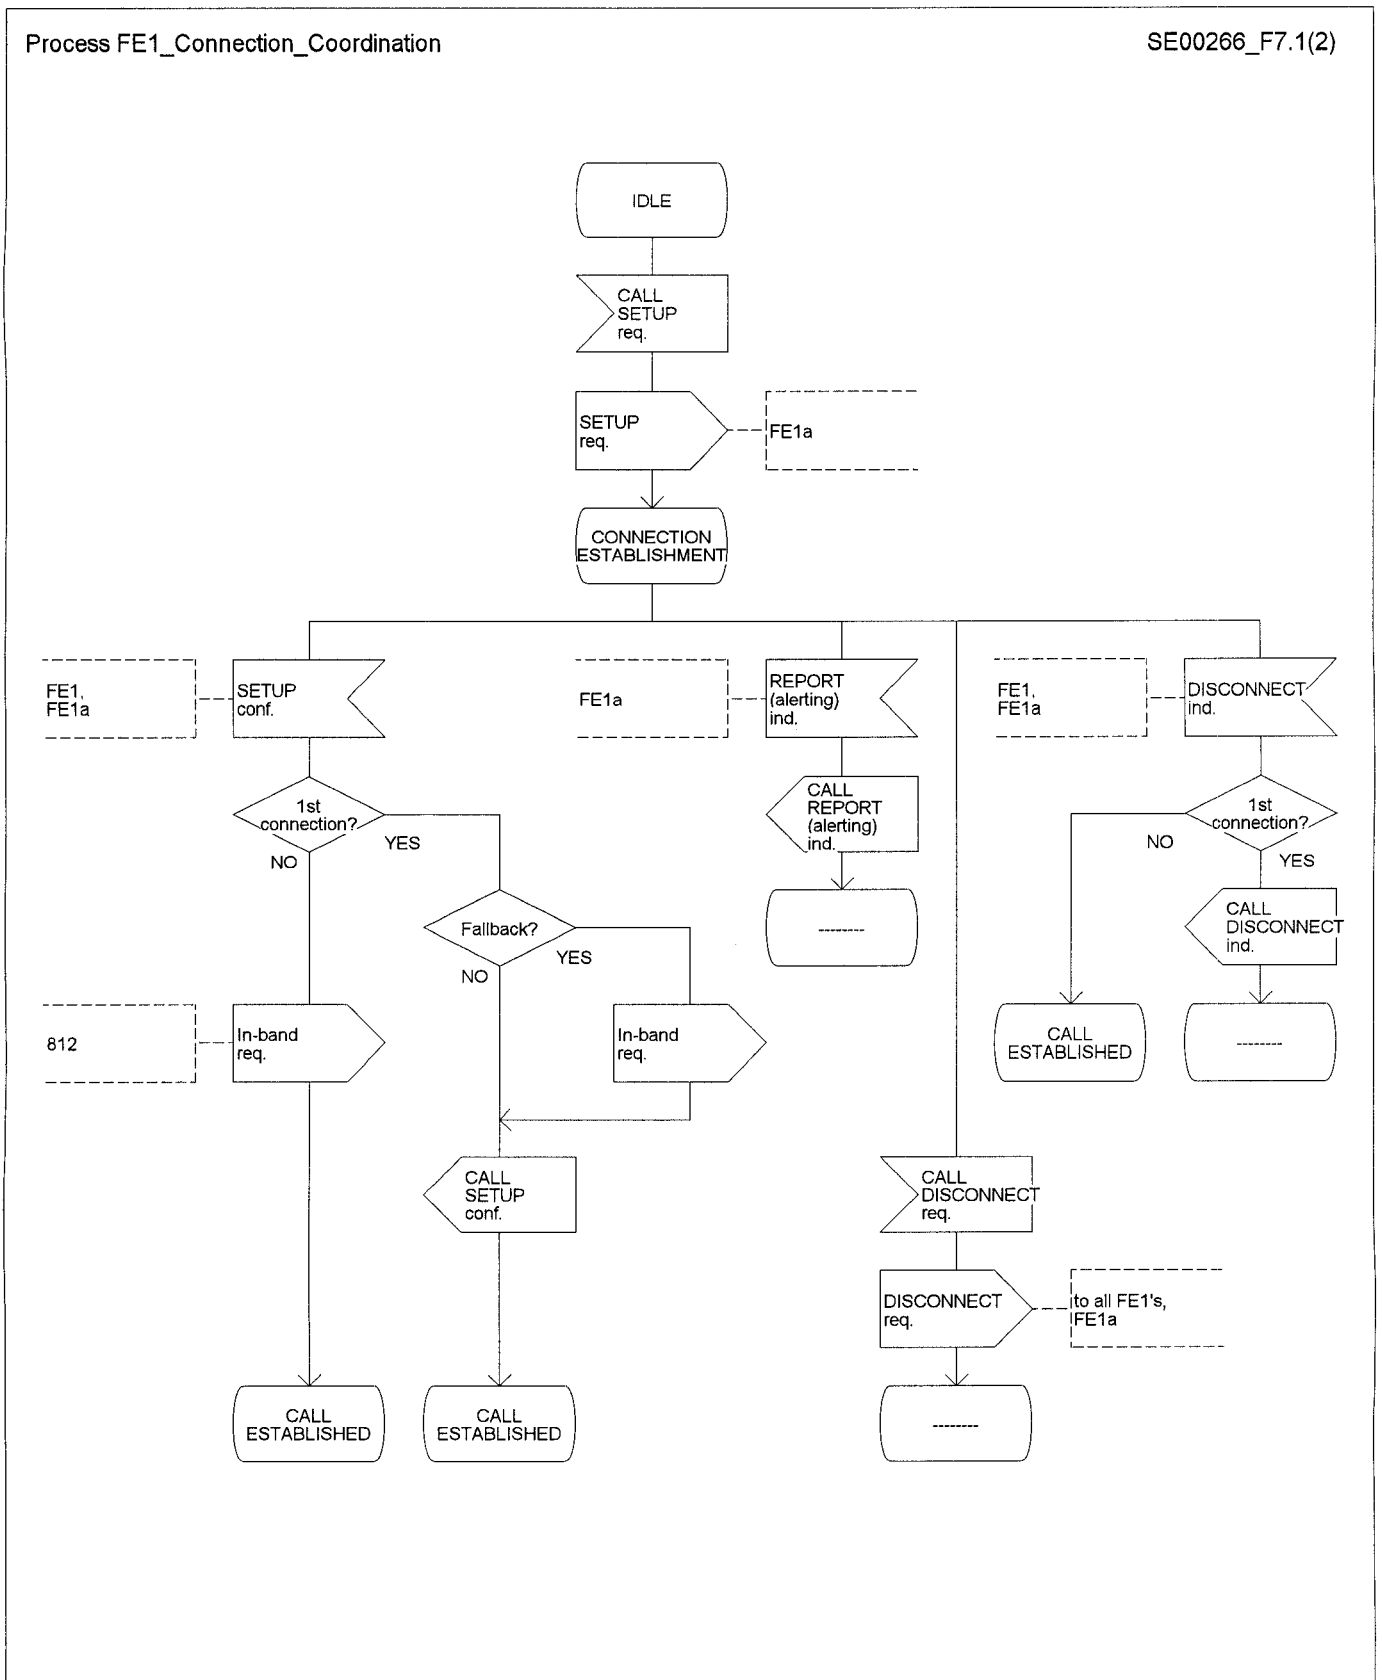 Process FE1_Connection_Coordination
SE00266_F7.1(2)
IDLE
CALL
SETUP
req.
SETUP
req.
FE1a
CONNECTION
ESTABLISHMENT
FE1,
FE1a
SETUP
conf.
FE1a
REPORT
(alerting)
ind.
FE1,
FE1a
DISCONNECT
ind.
1st
connection?
YES
NO
CALL
REPORT
(alerting)
ind.
1st
connection?
NO
YES
Fallback?
YES
NO
--------
CALL
DISCONNECT
ind.
812
In-band
req.
In-band
req.
CALL
ESTABLISHED
--------
CALL
SETUP
conf.
CALL
DISCONNECT
req.
DISCONNECT
req.
to all FE1's,
FE1a
CALL
ESTABLISHED
CALL
ESTABLISHED
--------